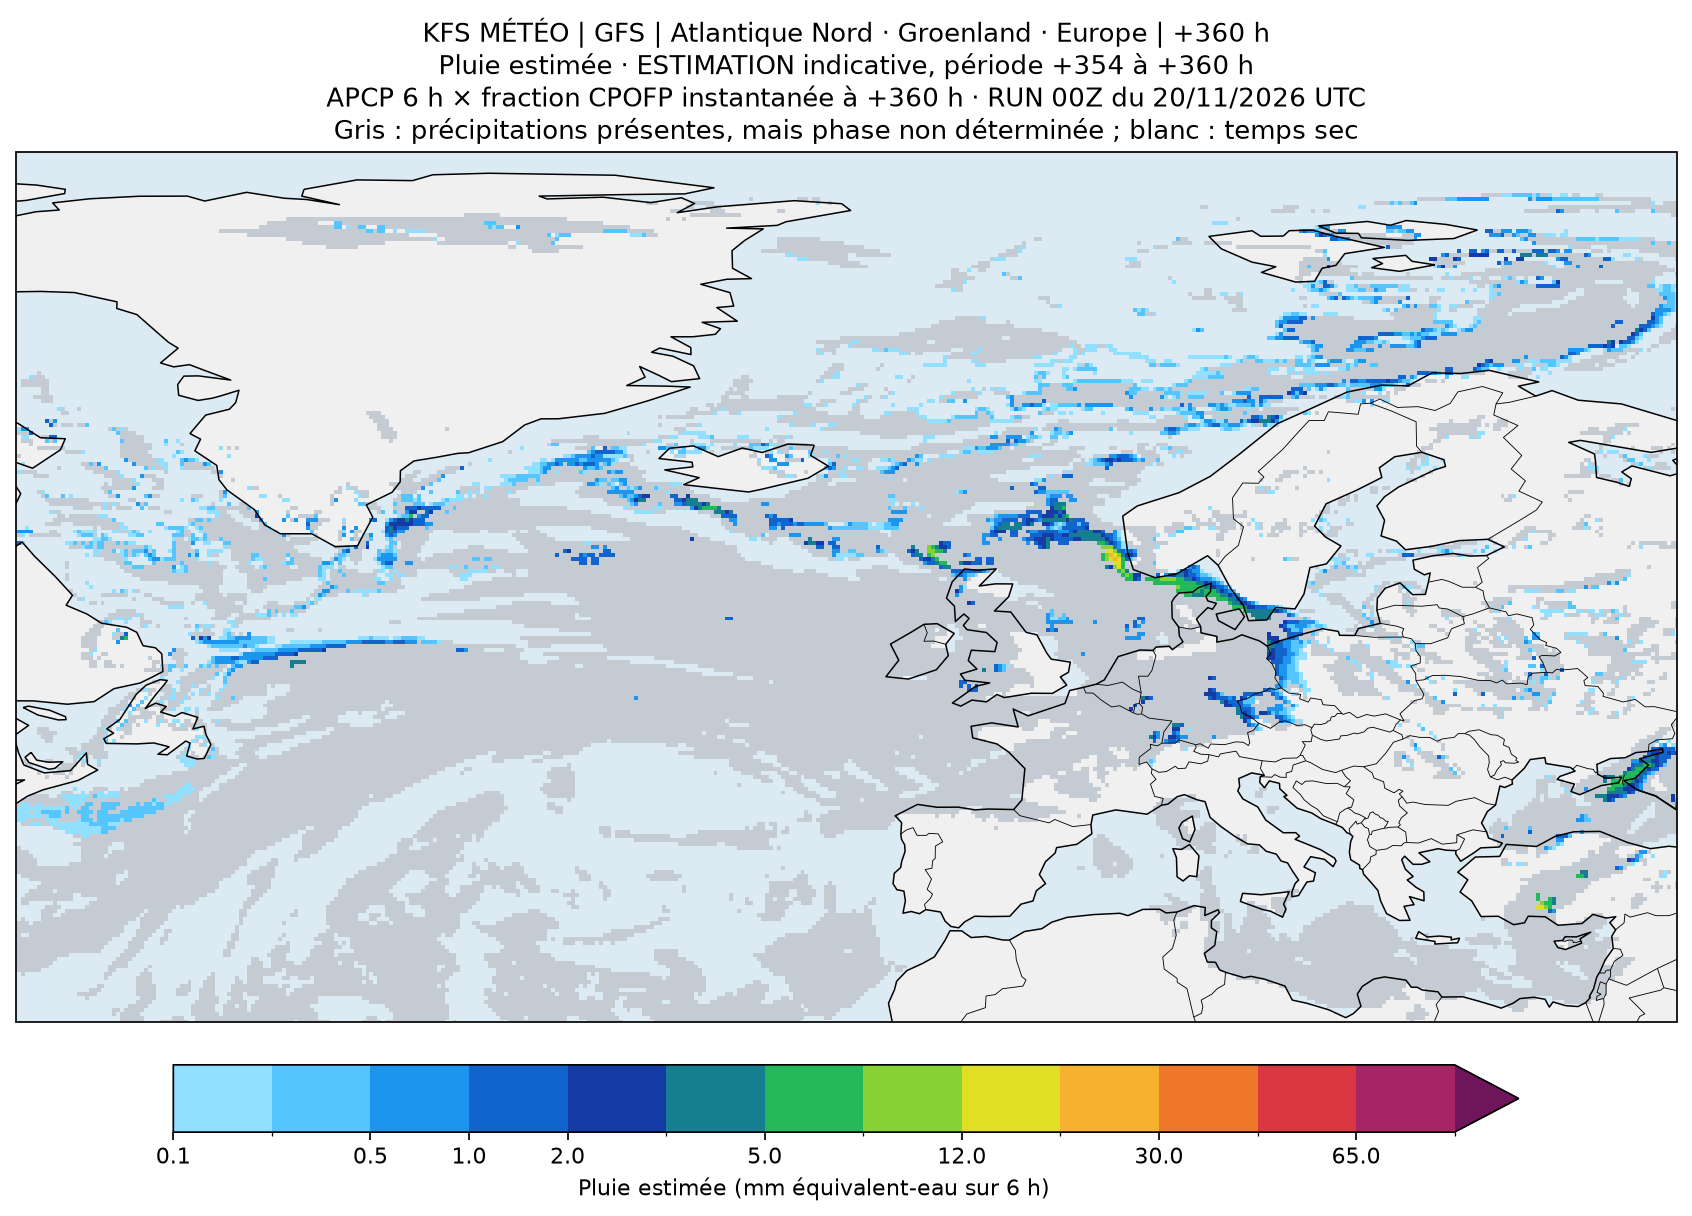 KFS MÉTÉO | GFS | Atlantique Nord · Groenland · Europe | +360 h
Pluie estimée · ESTIMATION indicative, période +354 à +360 h
APCP 6 h × fraction CPOFP instantanée à +360 h · RUN 00Z du 20/11/2026 UTC
Gris : précipitations présentes, mais phase non déterminée ; blanc : temps sec
0.1 0.5 1.0 2.0 5.0 12.0 30.0 65.0
Pluie estimée (mm équivalent-eau sur 6 h)